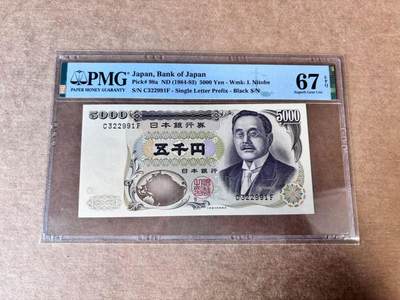 PMG
PAPER MONEY GUARANTY
Japan, Bank of Japan
Pick# 98a ND (1984-93) 5000 Yen - Wmk: I. Nitobe
S/N C322991F - Single Letter Prefix - Black S/N
67 EPQ
Superb Gem Unc
5000
5000
日本銀行券
C322991F
五千円
日本銀行
C322991F